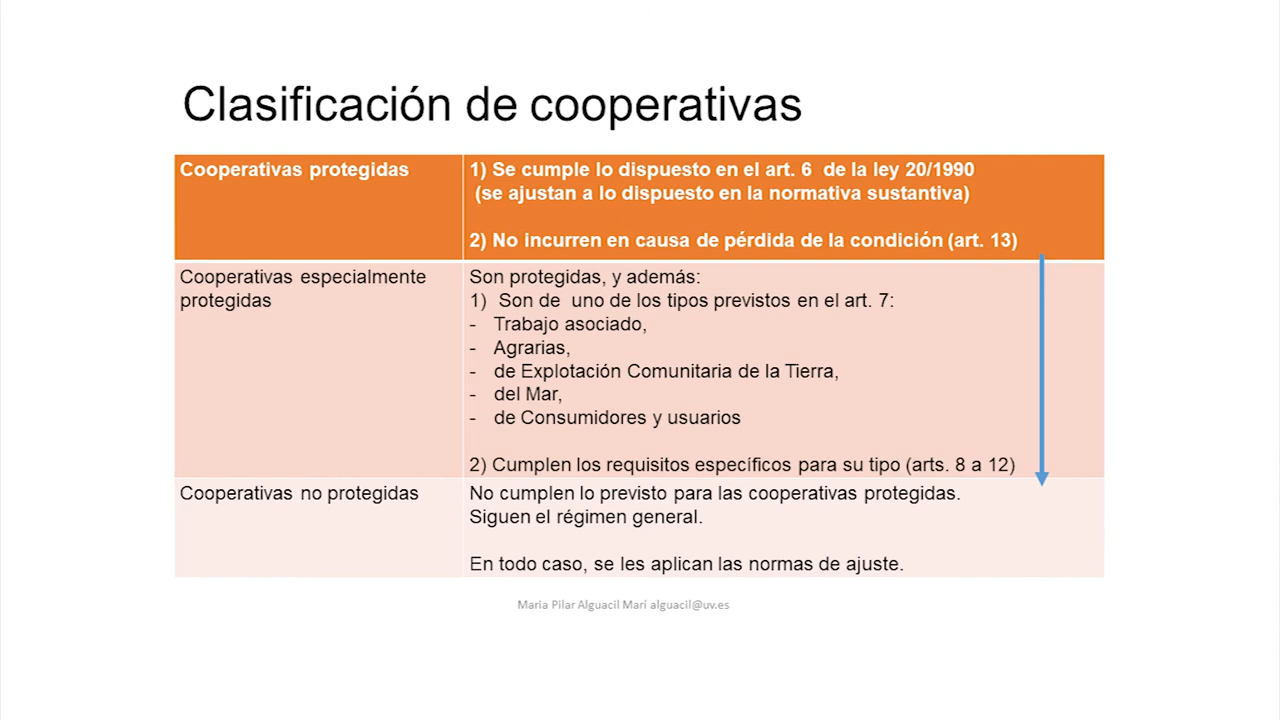 Clasificación de cooperativas
Cooperativas protegidas
1) Se cumple lo dispuesto en el art. 6 de la ley 20/1990
(se ajustan a lo dispuesto en la normativa sustantiva)
2) No incurren en causa de pérdida de la condición (art. 13)
Cooperativas especialmente
protegidas
Son protegidas, y además:
1) Son de uno de los tipos previstos en el art. 7:
- Trabajo asociado,
- Agrarias,
- de Explotación Comunitaria de la Tierra,
- del Mar,
- de Consumidores y usuarios
2) Cumplen los requisitos específicos para su tipo (arts. 8 a 12)
Cooperativas no protegidas
No cumplen lo previsto para las cooperativas protegidas.
Siguen el régimen general.
En todo caso, se les aplican las normas de ajuste.
Maria Pilar Alguacil Marí alguacil@uv.es